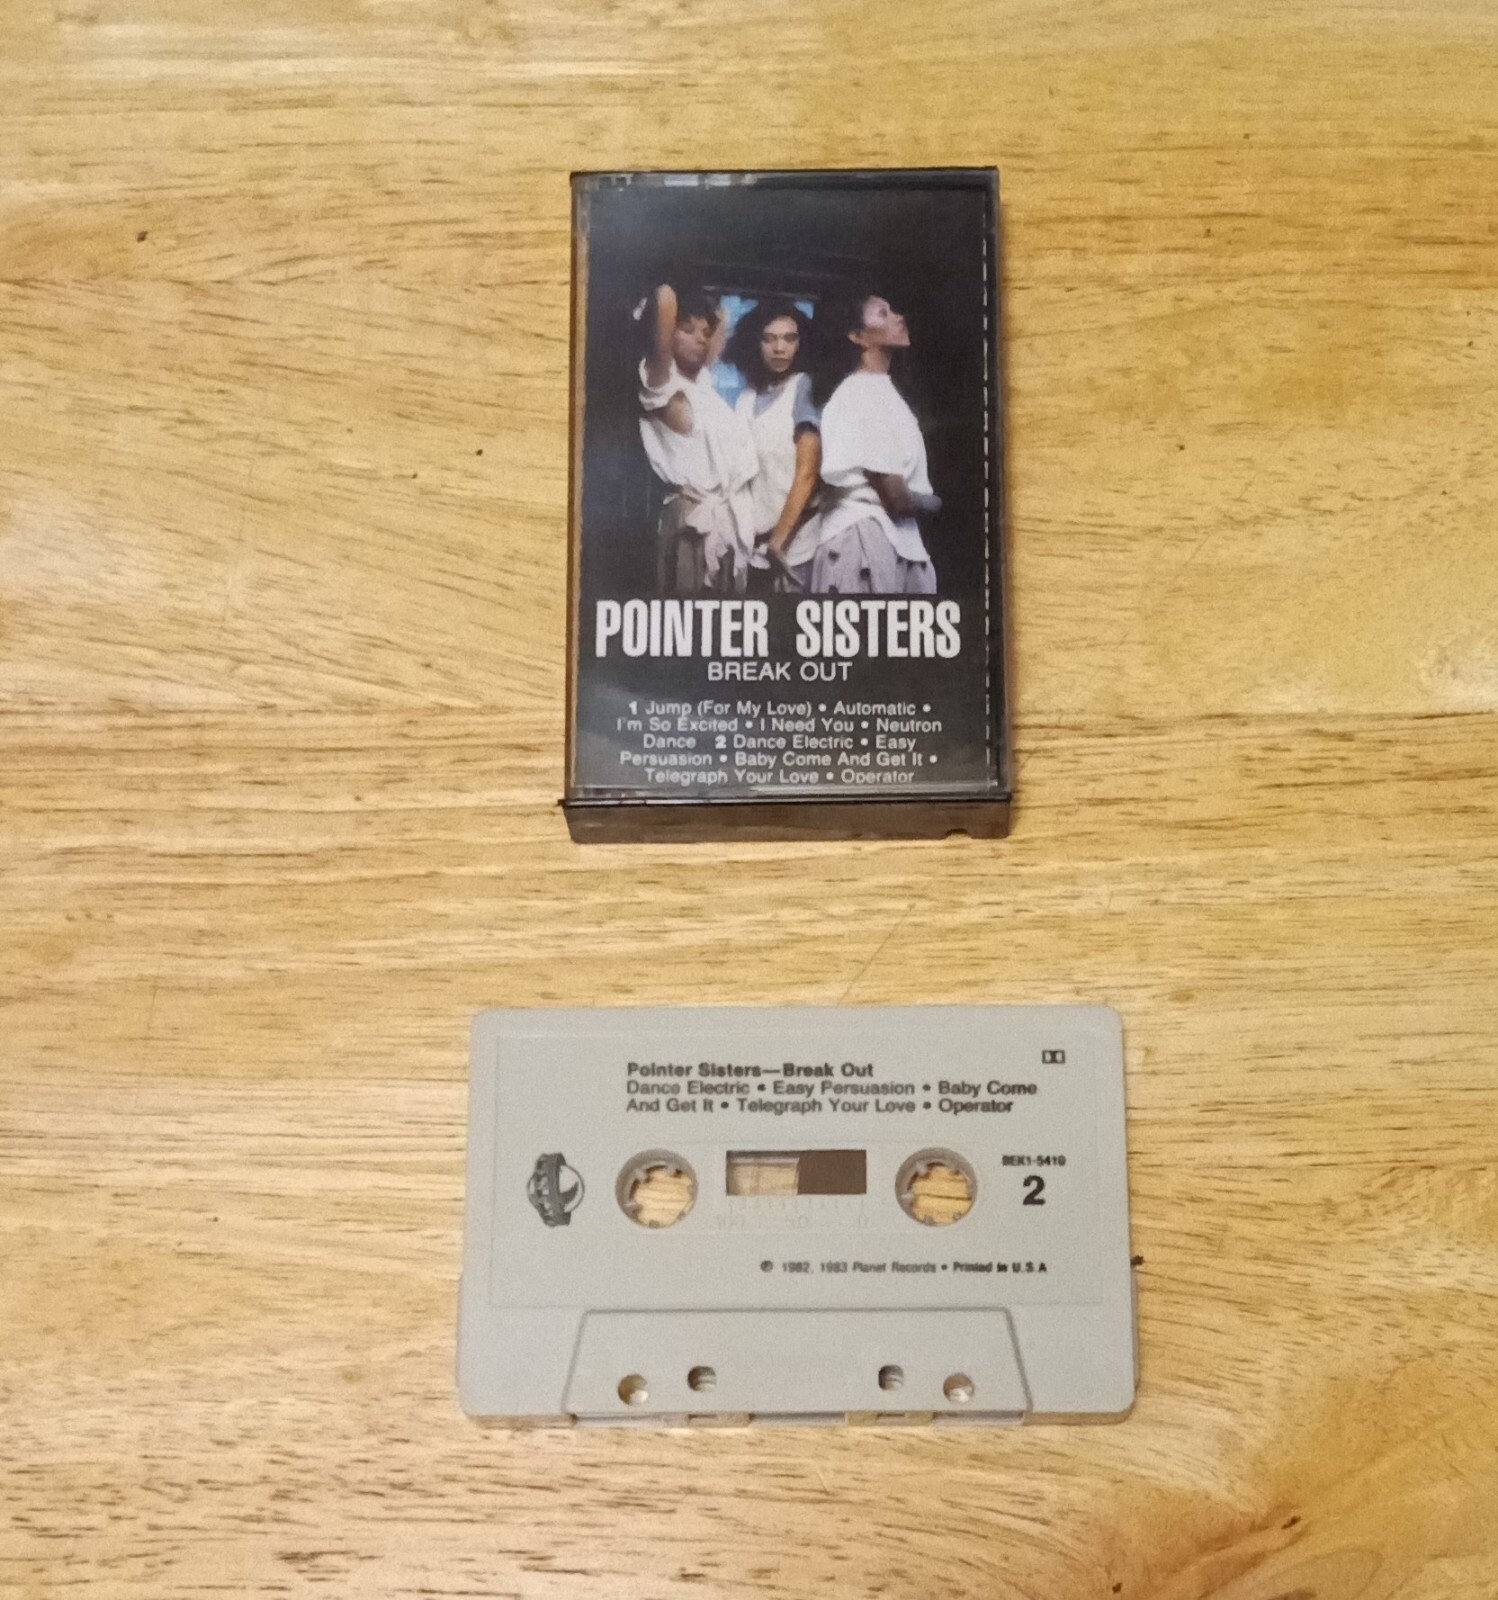 POINTER SISTERS
BREAK OUT
1 Jump (For My Love) • Automatic •
I'm So Excited • I Need You • Neutron
Dance 2 Dance Electric • Easy
Persuasion • Baby Come And Get It •
Telegraph Your Love • Operator
Pointer Sisters—Break Out
Dance Electric • Easy Persuasion • Baby Come
And Get It • Telegraph Your Love • Operator
2
100 50 0
℗ 1982, 1983 Planet Records • Printed in U.S.A